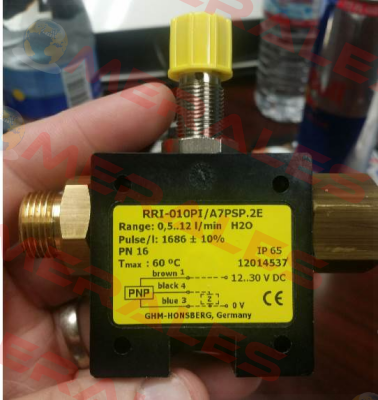 RRI-010PI/A7PSP.2E
Range: 0,5..12 l/min H2O
Pulse/l: 1686 ± 10%
PN 16 IP 65
Tmax : 60 ºC 12014537
brown 1 12..30 V DC
black 4
PNP Z
blue 3 0 V
GHM-HONSBERG, Germany CE